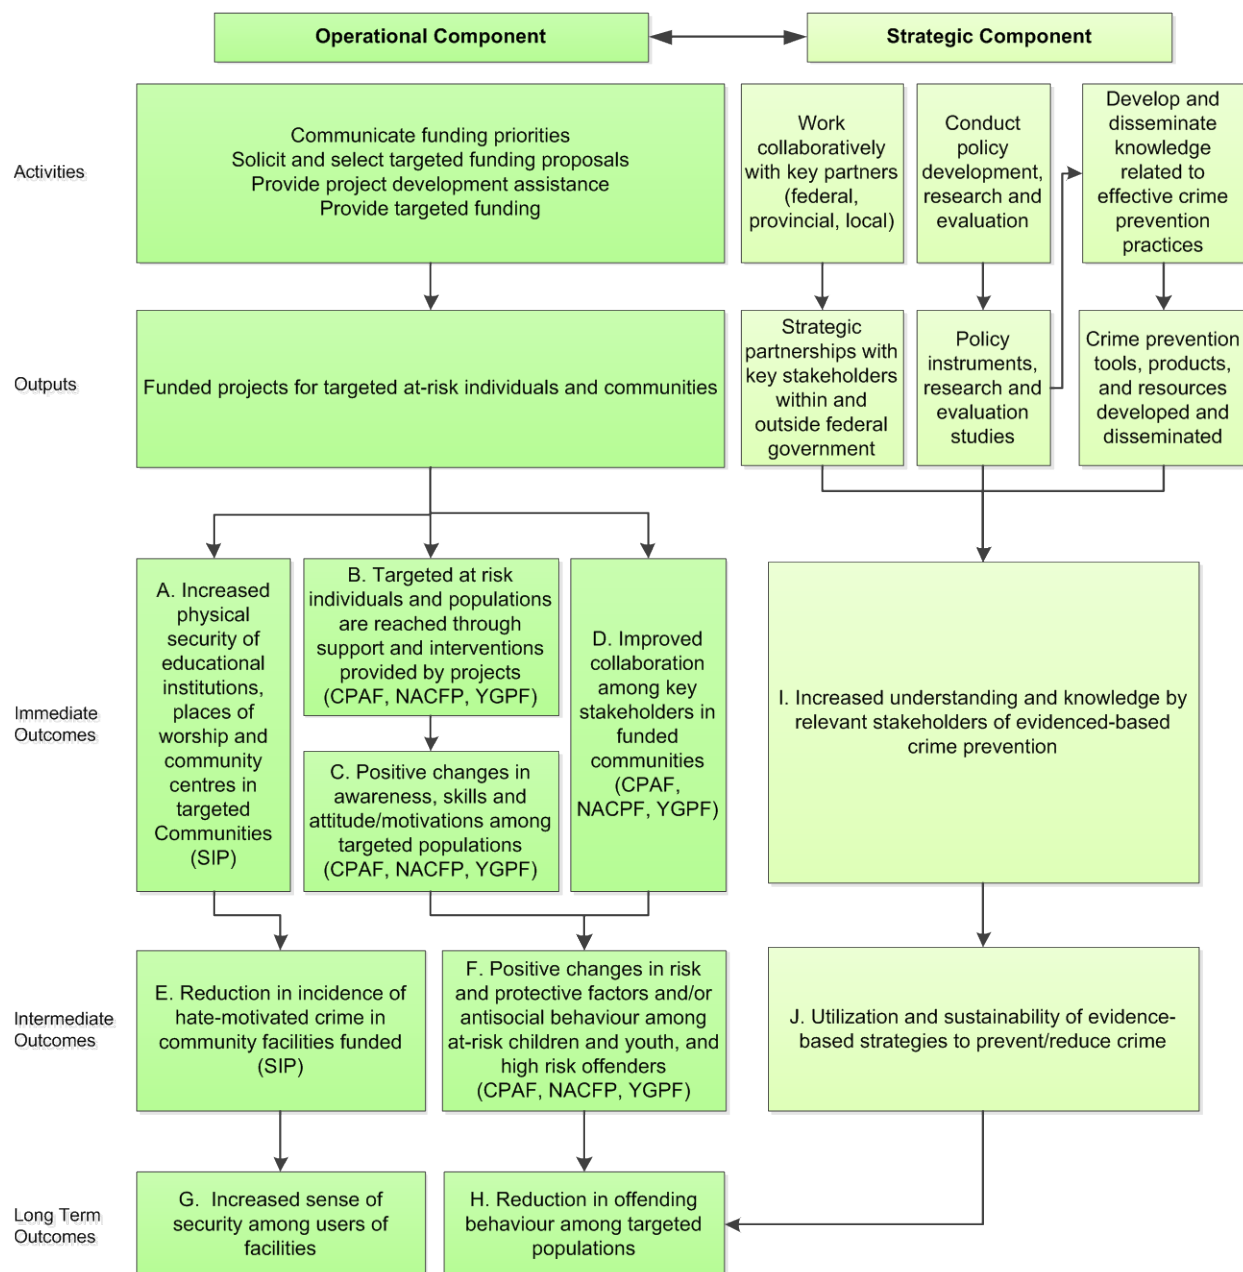 Operational Component
Strategic Component
Activities
Communicate funding priorities
Solicit and select targeted funding proposals
Provide project development assistance
Provide targeted funding
Work
collaboratively
with key partners
(federal,
provincial, local)
Conduct
policy
development,
research and
evaluation
Develop and
disseminate
knowledge
related to
effective crime
prevention
practices
Outputs
Funded projects for targeted at-risk individuals and communities
Strategic
partnerships with
key stakeholders
within and
outside federal
government
Policy
instruments,
research and
evaluation
studies
Crime prevention
tools, products,
and resources
developed and
disseminated
Immediate
Outcomes
A. Increased
physical
security of
educational
institutions,
places of
worship and
community
centres in
targeted
Communities
(SIP)
B. Targeted at risk
individuals and populations
are reached through
support and interventions
provided by projects
(CPAF, NACFP, YGPF)
C. Positive changes in
awareness, skills and
attitude/motivations among
targeted populations
(CPAF, NACFP, YGPF)
D. Improved
collaboration
among key
stakeholders in
funded
communities
(CPAF,
NACPF, YGPF)
I. Increased understanding and knowledge by
relevant stakeholders of evidenced-based
crime prevention
Intermediate
Outcomes
E. Reduction in incidence of
hate-motivated crime in
community facilities funded
(SIP)
F. Positive changes in risk
and protective factors and/or
antisocial behaviour among
at-risk children and youth, and
high risk offenders
(CPAF, NACFP, YGPF)
J. Utilization and sustainability of evidence-
based strategies to prevent/reduce crime
Long Term
Outcomes
G. Increased sense of
security among users of
facilities
H. Reduction in offending
behaviour among targeted
populations